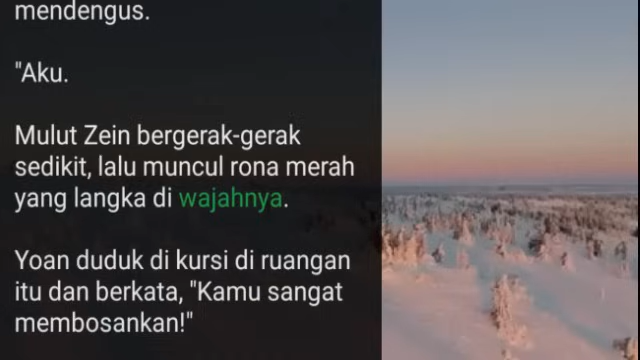 mendengus.
"Aku.
Mulut Zein bergerak-gerak
sedikit, lalu muncul rona merah
yang langka di wajahnya.
Yoan duduk di kursi di ruangan
itu dan berkata, "Kamu sangat
membosankan!"